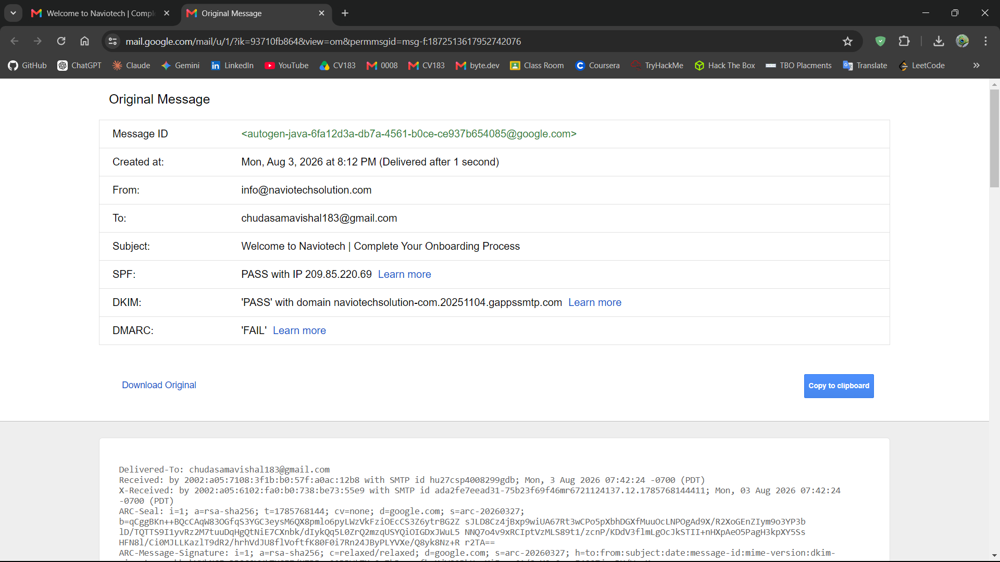 Welcome to Naviotech | Compl
Original Message
mail.google.com/mail/u/1/?ik=93710fb864&view=om&permmsgid=msg-f:1872513617952742076
GitHub ChatGPT Claude Gemini LinkedIn YouTube CV183 0008 CV183 byte.dev Class Room Coursera TryHackMe Hack The Box TBO Placments Translate LeetCode
Original Message
Message ID <autogen-java-6fa12d3a-db7a-4561-b0ce-ce937b654085@google.com>
Created at: Mon, Aug 3, 2026 at 8:12 PM (Delivered after 1 second)
From: info@naviotechsolution.com
To: chudasamavishal183@gmail.com
Subject: Welcome to Naviotech | Complete Your Onboarding Process
SPF: PASS with IP 209.85.220.69 Learn more
DKIM: 'PASS' with domain naviotechsolution-com.20251104.gappssmtp.com Learn more
DMARC: 'FAIL' Learn more
Download Original
Copy to clipboard
Delivered-To: chudasamavishal183@gmail.com
Received: by 2002:a05:7108:3f1b:b0:57f:a0ac:12b8 with SMTP id hu27csp4008299gdb; Mon, 3 Aug 2026 07:42:24 -0700 (PDT)
X-Received: by 2002:a05:6102:fa0:b0:738:be73:55e9 with SMTP id ada2fe7eead31-75b23f69f46mr6721124137.12.1785768144411; Mon, 03 Aug 2026 07:42:24
-0700 (PDT)
ARC-Seal: i=1; a=rsa-sha256; t=1785768144; cv=none; d=google.com; s=arc-20260327;
b=qCggBKn++BQcCAqW83OGfqS3YGC3eysM6QX8pmlo6pyLWzVkFziOEcCS3Z6ytrBG2Z sJLD8Cz4jBxp9wiUA67Rt3wCPo5pXbhDGXfMuuOcLNPOgAd9X/R2XoGEnZIym9o3YP3b
lD/TQTTS9I1yvRz2M7tuuDqHgQtNiE7CXnbk/dIykQq5L0ZrQ2mzqUSYQiOIGDxJWuL5 NNQ7o4v9xRCIptVzMLS89t1/zcnP/KDdV3flmLgOcJkSTII+nHXpAeO5PagH3kpXY5Ss
HFN8l/Ci0MJLLKazlT9dR2/hrhVdJU8flVoftfK80F0i7Rn24JByPLYVXe/Q8yk8Nz+R r2TA==
ARC-Message-Signature: i=1; a=rsa-sha256; c=relaxed/relaxed; d=google.com; s=arc-20260327; h=to:from:subject:date:message-id:mime-version:dkim-